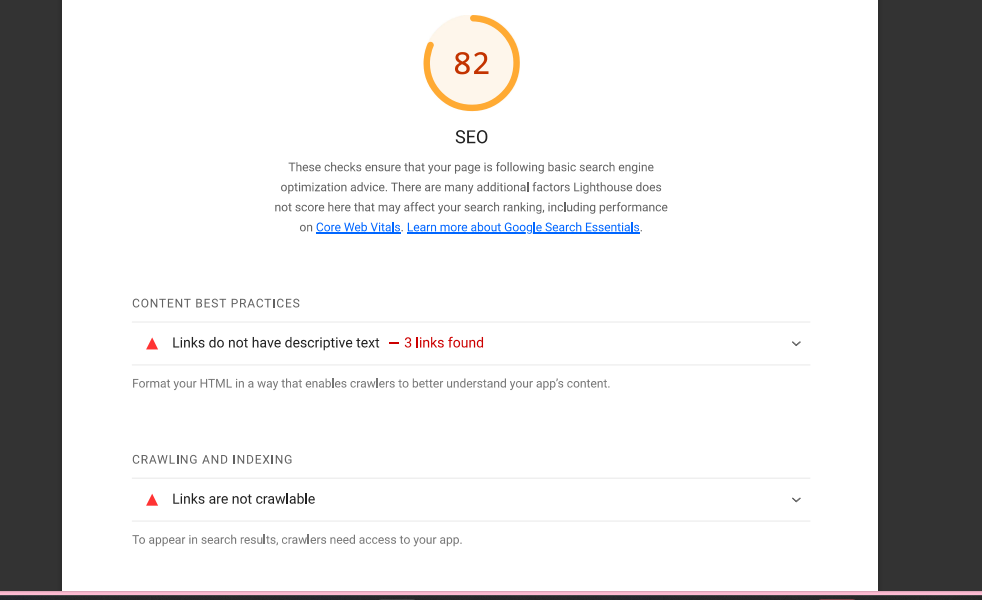 82
SEO
These checks ensure that your page is following basic search engine
optimization advice. There are many additional factors Lighthouse does
not score here that may affect your search ranking, including performance
on Core Web Vitals. Learn more about Google Search Essentials.
CONTENT BEST PRACTICES
Links do not have descriptive text — 3 links found
Format your HTML in a way that enables crawlers to better understand your app’s content.
CRAWLING AND INDEXING
Links are not crawlable
To appear in search results, crawlers need access to your app.